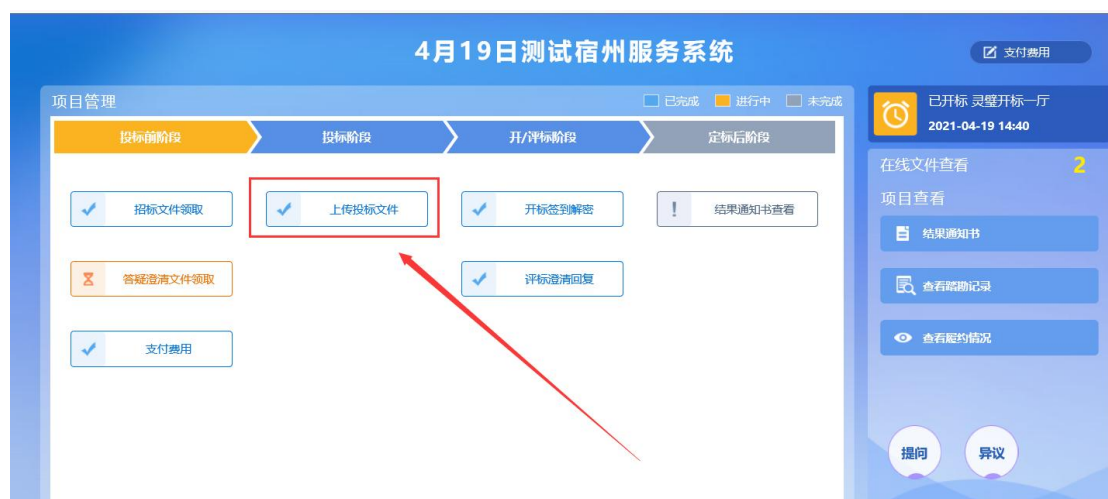 4月19日测试宿州服务系统
支付费用
项目管理
已完成 进行中 未完成
投标前阶段 投标阶段 开/评标阶段 定标后阶段
招标文件领取 上传投标文件 开标签到解密 结果通知书查看
答疑澄清文件领取 评标澄清回复
支付费用
已开标 灵璧开标一厅
2021-04-19 14:40
在线文件查看 2
项目查看
结果通知书
查看踏勘记录
查看履约情况
提问 异议